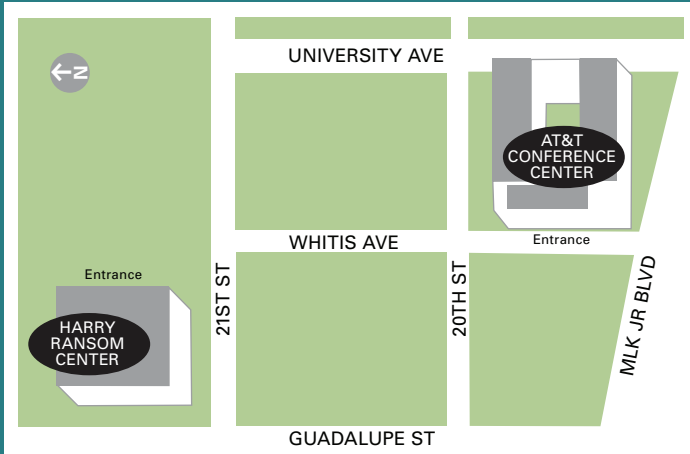 UNIVERSITY AVE
N
AT&T
CONFERENCE
CENTER
WHITIS AVE
Entrance
Entrance
21ST ST
20TH ST
MLK JR BLVD
HARRY
RANSOM
CENTER
GUADALUPE ST